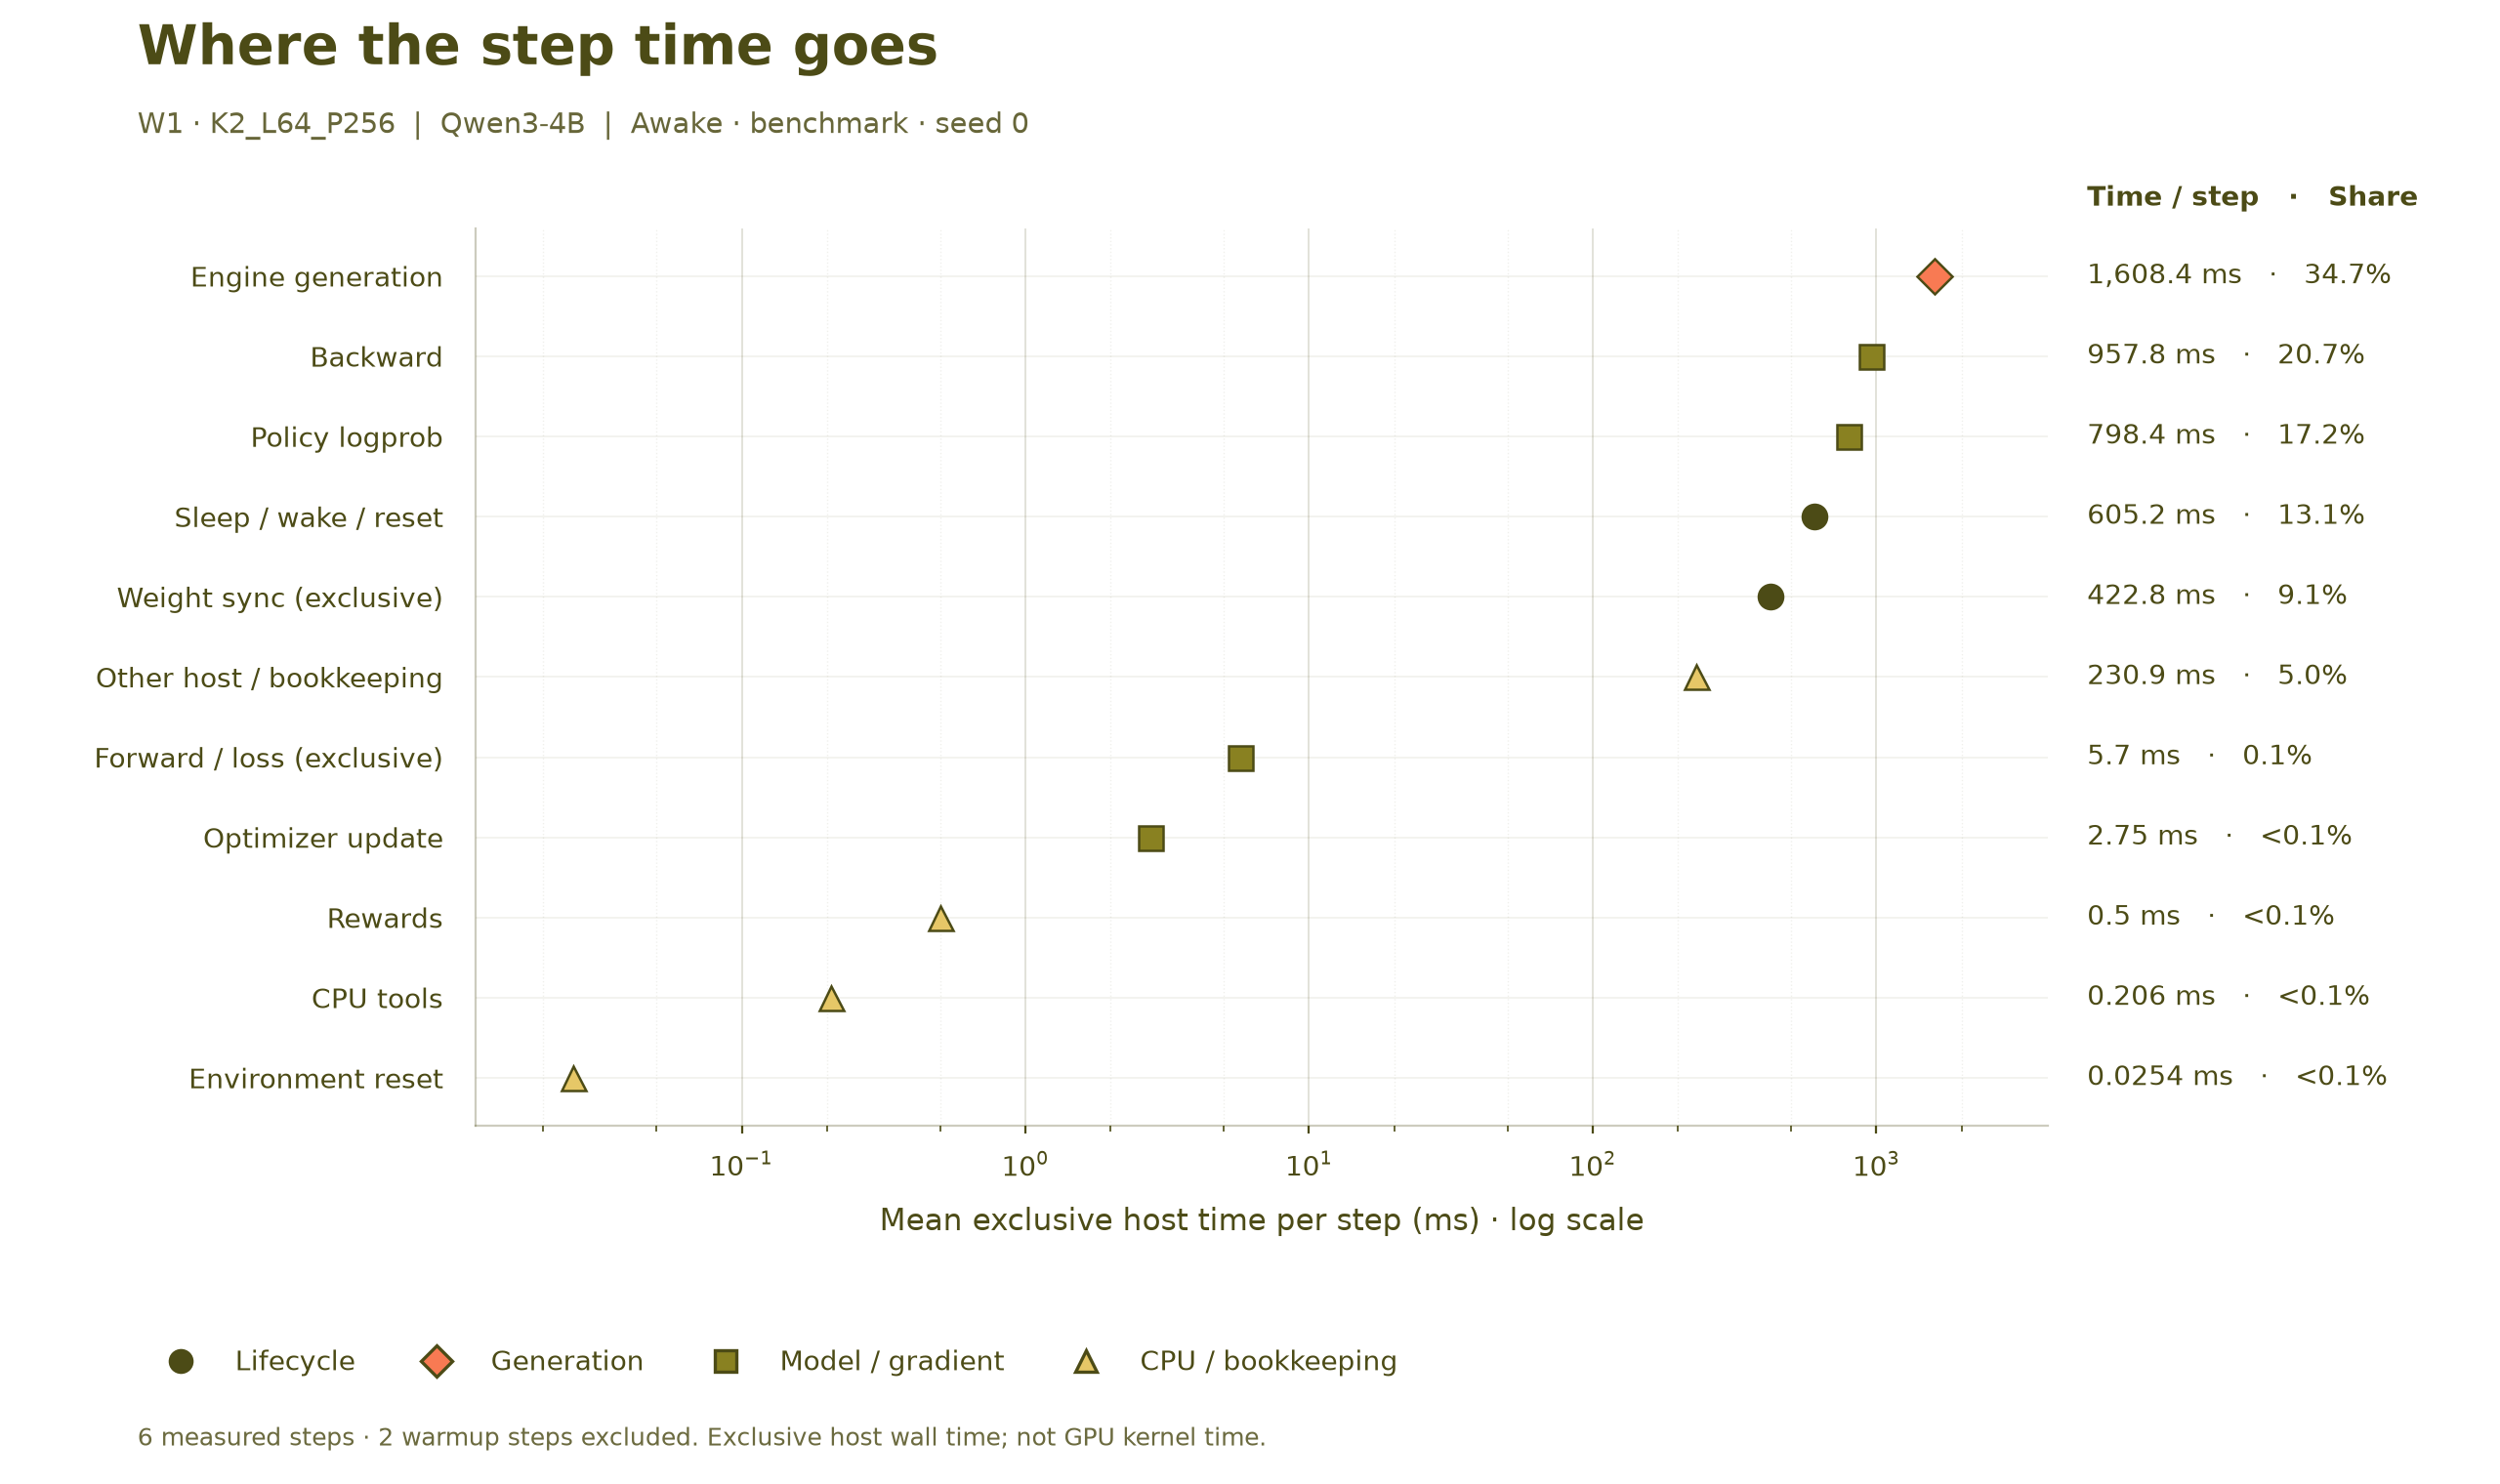 Where the step time goes
W1 · K2_L64_P256 | Qwen3-4B | Awake · benchmark · seed 0
Time / step · Share
Engine generation 1,608.4 ms · 34.7%
Backward 957.8 ms · 20.7%
Policy logprob 798.4 ms · 17.2%
Sleep / wake / reset 605.2 ms · 13.1%
Weight sync (exclusive) 422.8 ms · 9.1%
Other host / bookkeeping 230.9 ms · 5.0%
Forward / loss (exclusive) 5.7 ms · 0.1%
Optimizer update 2.75 ms · <0.1%
Rewards 0.5 ms · <0.1%
CPU tools 0.206 ms · <0.1%
Environment reset 0.0254 ms · <0.1%
10⁻¹ 10⁰ 10¹ 10² 10³
Mean exclusive host time per step (ms) · log scale
Lifecycle Generation Model / gradient CPU / bookkeeping
6 measured steps · 2 warmup steps excluded. Exclusive host wall time; not GPU kernel time.